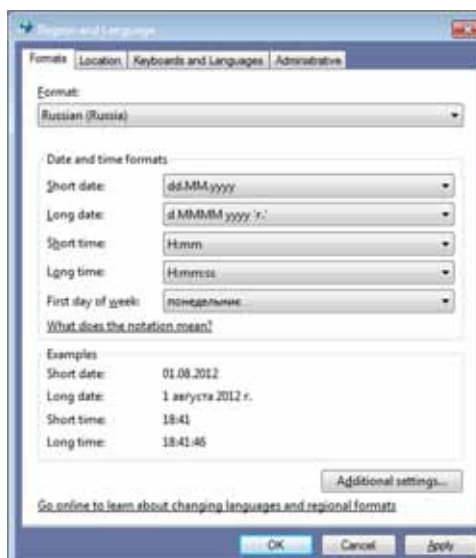 Region and Language
Formats Location Keyboards and Languages Administrative
Format:
Russian (Russia)
Date and time formats
Short date: dd.MM.yyyy
Long date: d MMMM yyyy 'г.'
Short time: H:mm
Long time: H:mm:ss
First day of week: понедельник
What does the notation mean?
Examples
Short date: 01.08.2012
Long date: 1 августа 2012 г.
Short time: 18:41
Long time: 18:41:46
Additional settings...
Go online to learn about changing languages and regional formats
OK Cancel Apply